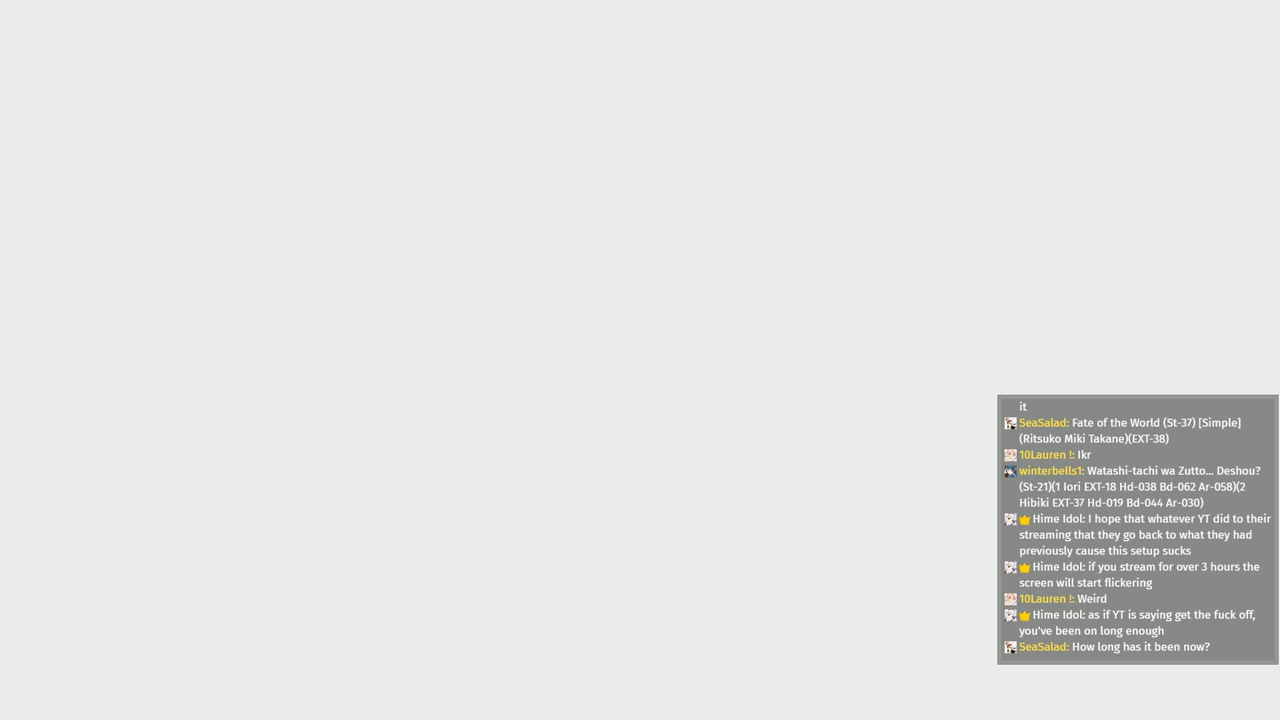 it
SeaSalad: Fate of the World (St-37) [Simple]
(Ritsuko Miki Takane)(EXT-38)
10Lauren !: Ikr
winterbells1: Watashi-tachi wa Zutto... Deshou?
(St-21)(1 Iori EXT-18 Hd-038 Bd-062 Ar-058)(2
Hibiki EXT-37 Hd-019 Bd-044 Ar-030)
Hime Idol: I hope that whatever YT did to their
streaming that they go back to what they had
previously cause this setup sucks
Hime Idol: if you stream for over 3 hours the
screen will start flickering
10Lauren !: Weird
Hime Idol: as if YT is saying get the fuck off,
you've been on long enough
SeaSalad: How long has it been now?